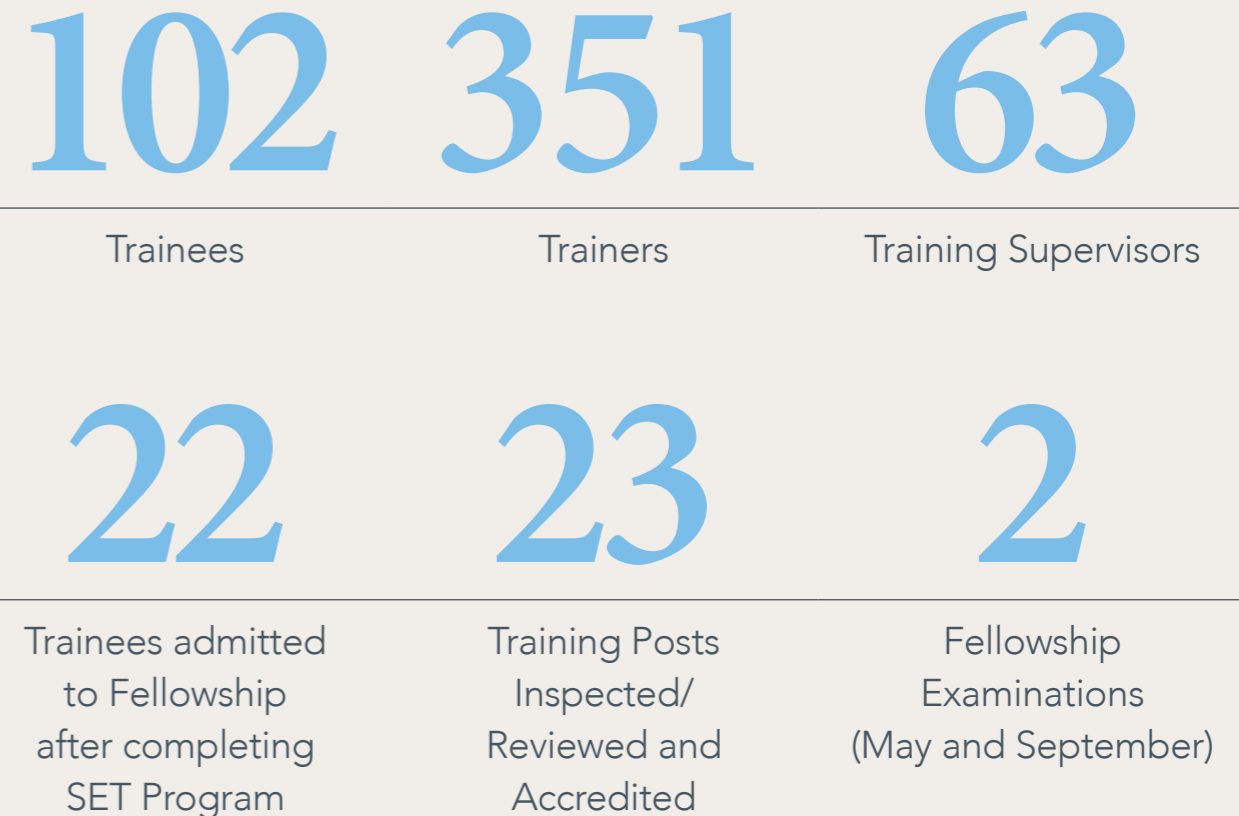 102 351 63
Trainees Trainers Training Supervisors
22 23 2
Trainees admitted
to Fellowship
after completing
SET Program
Training Posts
Inspected/
Reviewed and
Accredited
Fellowship
Examinations
(May and September)